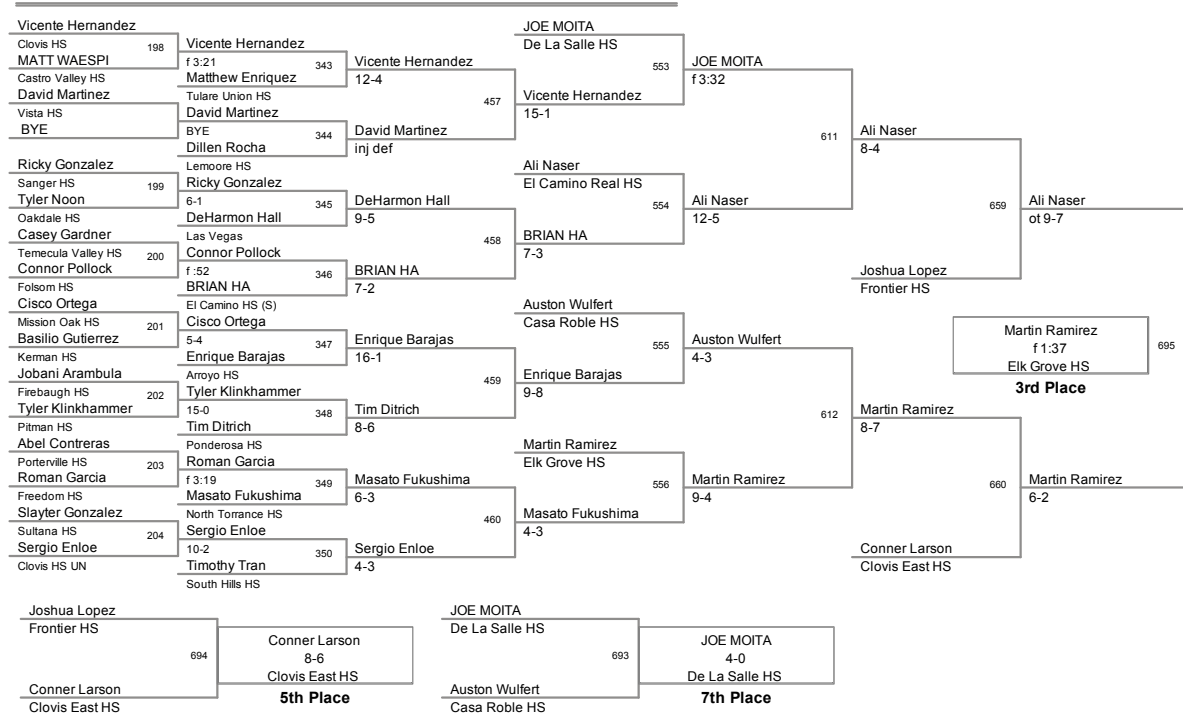 Vicente Hernandez
Clovis HS
198
MATT WAESPI
Castro Valley HS
David Martinez
Vista HS
BYE
Ricky Gonzalez
Sanger HS
199
Tyler Noon
Oakdale HS
Casey Gardner
Temecula Valley HS
200
Connor Pollock
Folsom HS
Cisco Ortega
Mission Oak HS
201
Basilio Gutierrez
Kerman HS
Jobani Arambula
Firebaugh HS
202
Tyler Klinkhammer
Pitman HS
Abel Contreras
Porterville HS
203
Roman Garcia
Freedom HS
Slayter Gonzalez
Sultana HS
204
Sergio Enloe
Clovis HS UN
Vicente Hernandez
f 3:21
343
Matthew Enriquez
Tulare Union HS
David Martinez
BYE
344
Dillen Rocha
Lemoore HS
Ricky Gonzalez
6-1
345
DeHarmon Hall
Las Vegas
Connor Pollock
f :52
346
BRIAN HA
El Camino HS (S)
Cisco Ortega
5-4
347
Enrique Barajas
Arroyo HS
Tyler Klinkhammer
15-0
348
Tim Ditrich
Ponderosa HS
Roman Garcia
f 3:19
349
Masato Fukushima
North Torrance HS
Sergio Enloe
10-2
350
Timothy Tran
South Hills HS
Vicente Hernandez
12-4
457
David Martinez
inj def
DeHarmon Hall
9-5
458
BRIAN HA
7-2
Enrique Barajas
16-1
459
Tim Ditrich
8-6
Masato Fukushima
6-3
460
Sergio Enloe
4-3
JOE MOITA
De La Salle HS
553
Vicente Hernandez
15-1
Ali Naser
El Camino Real HS
554
BRIAN HA
7-3
Auston Wulfert
Casa Roble HS
555
Enrique Barajas
9-8
Martin Ramirez
Elk Grove HS
556
Masato Fukushima
4-3
JOE MOITA
f 3:32
611
Ali Naser
12-5
Auston Wulfert
4-3
612
Martin Ramirez
9-4
Ali Naser
8-4
659
Joshua Lopez
Frontier HS
Martin Ramirez
8-7
660
Conner Larson
Clovis East HS
Ali Naser
ot 9-7
Martin Ramirez
f 1:37
695
Elk Grove HS
3rd Place
Martin Ramirez
6-2
Joshua Lopez
Frontier HS
694
Conner Larson
Clovis East HS
Conner Larson
8-6
Clovis East HS
5th Place
JOE MOITA
De La Salle HS
693
Auston Wulfert
Casa Roble HS
JOE MOITA
4-0
De La Salle HS
7th Place